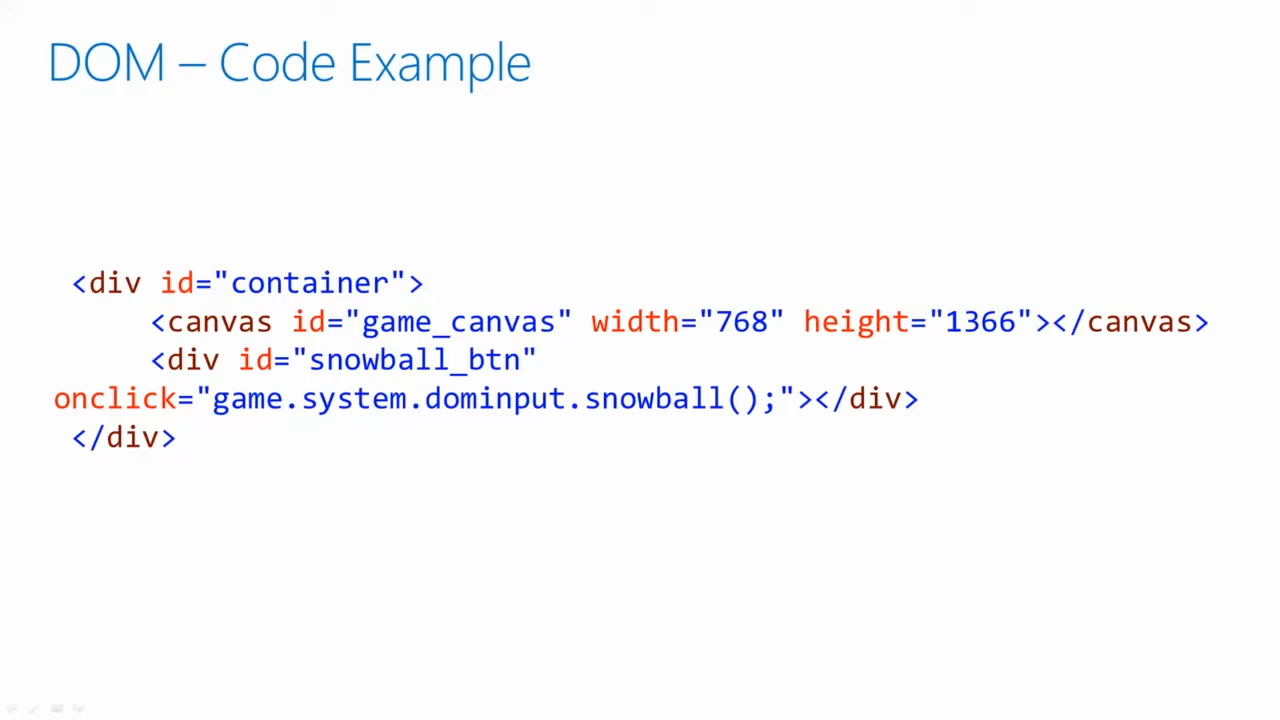 DOM – Code Example
<div id="container">
<canvas id="game_canvas" width="768" height="1366"></canvas>
<div id="snowball_btn"
onclick="game.system.dominput.snowball();"></div>
</div>